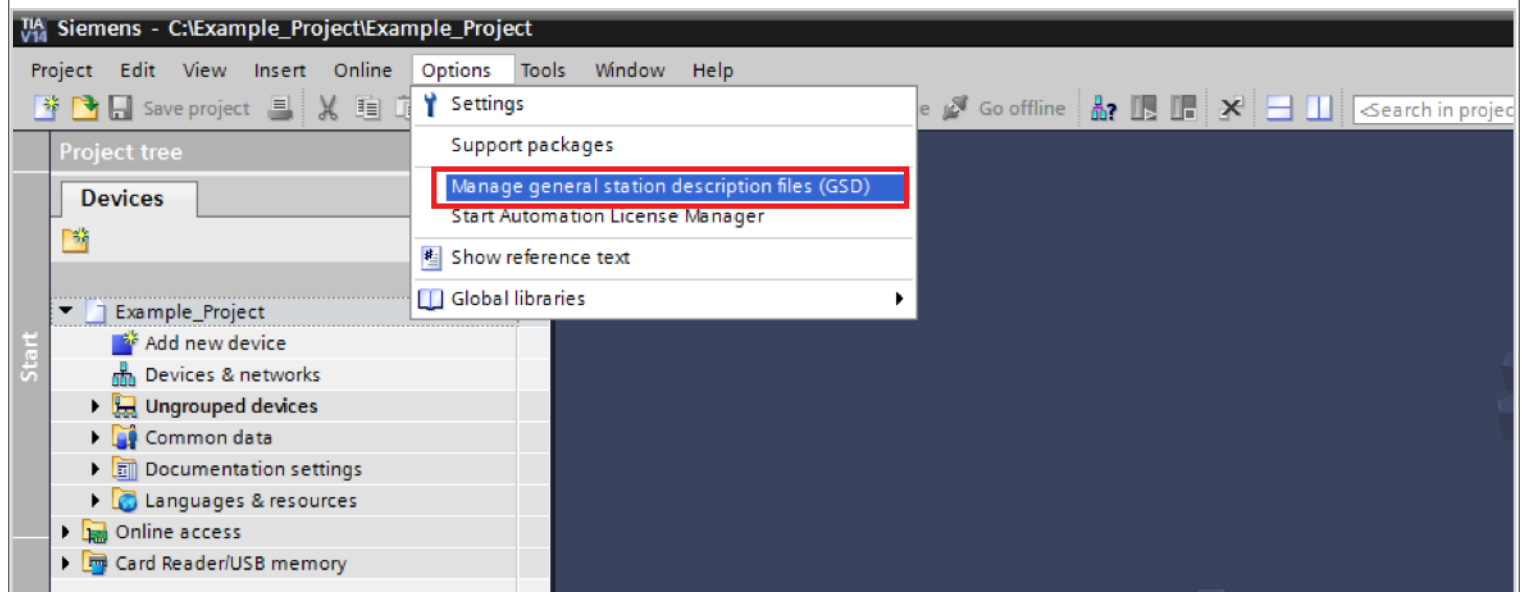 TIA V14 Siemens - C:\Example_Project\Example_Project
Project Edit View Insert Online Options Tools Window Help
Save project
Go offline
<Search in projec
Settings
Support packages
Manage general station description files (GSD)
Start Automation License Manager
Show reference text
Global libraries
Project tree
Devices
Start
Example_Project
Add new device
Devices & networks
Ungrouped devices
Common data
Documentation settings
Languages & resources
Online access
Card Reader/USB memory